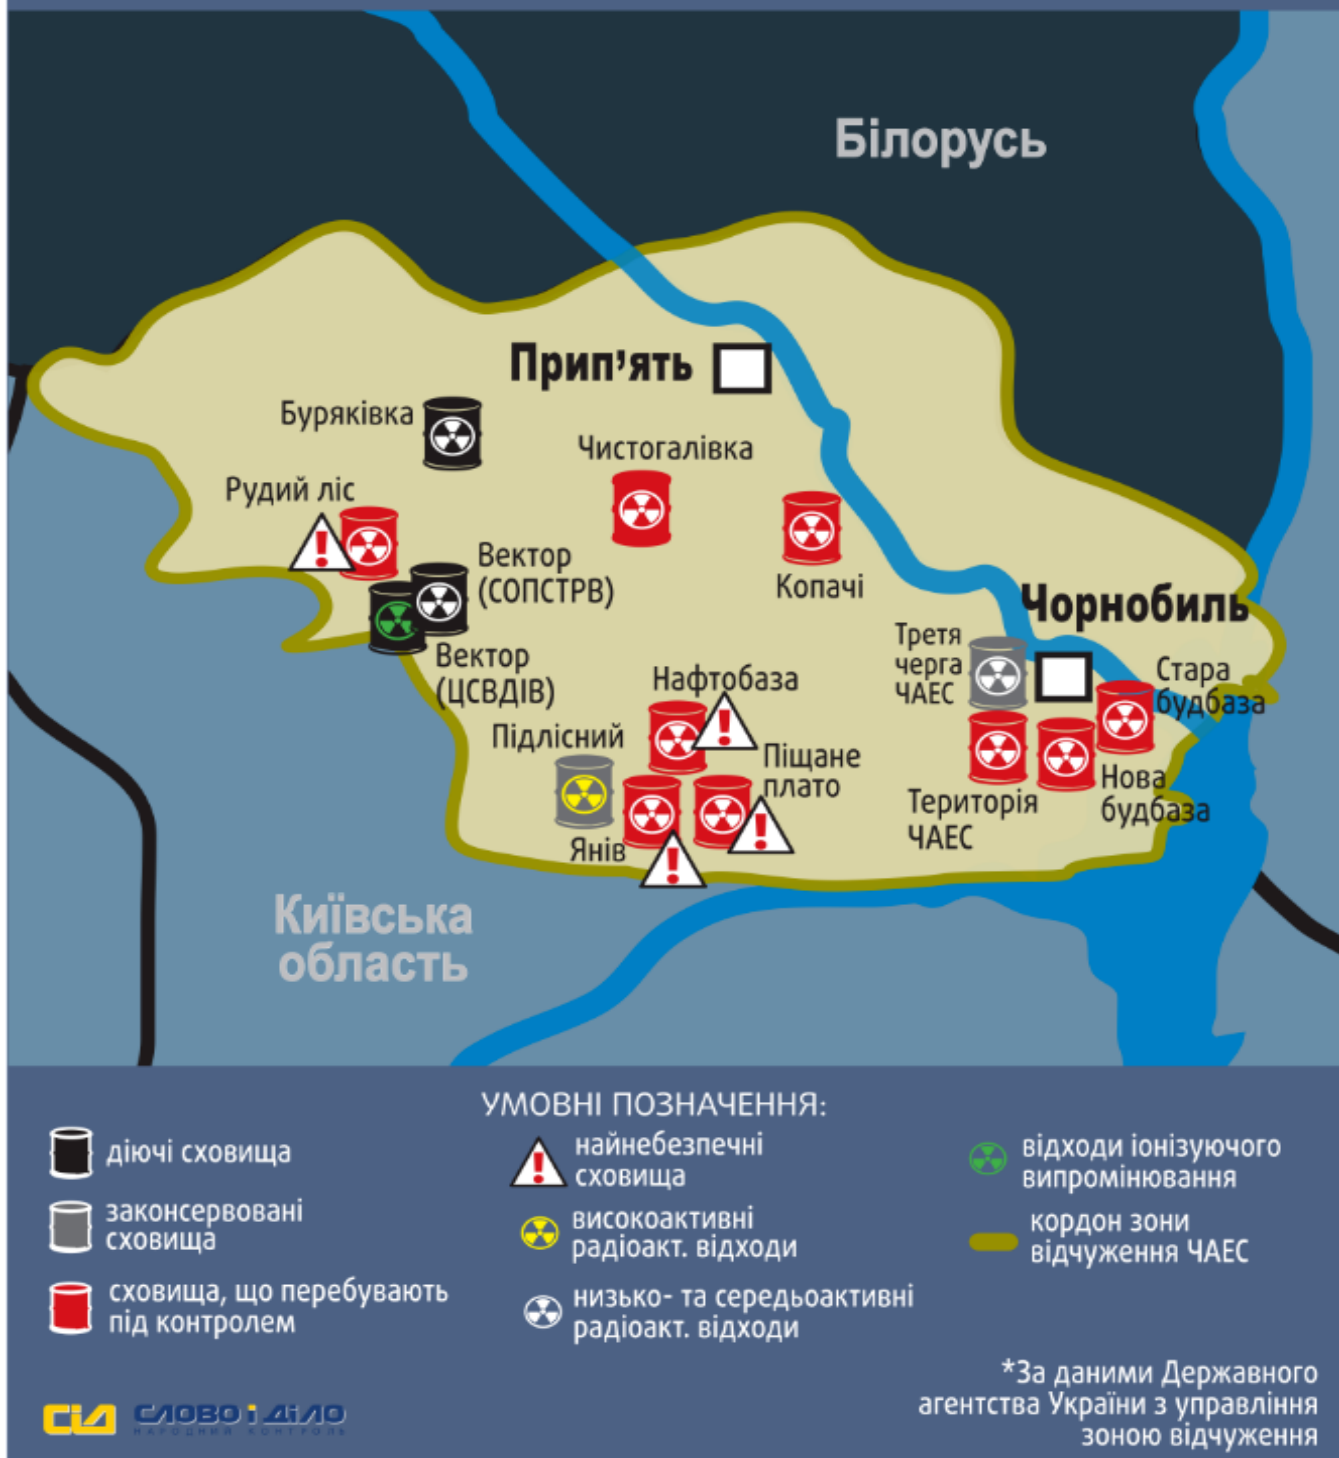 Білорусь
Прип’ять
Буряківка
Чистогалівка
Рудий ліс
Вектор
(СОПСТРВ)
Копачі
Чорнобиль
Третя
черга
ЧАЕС
Вектор
(ЦСВДІВ)
Нафтобаза
Стара
будбаза
Підлісний
Піщане
плато
Нова
будбаза
Територія
ЧАЕС
Янів
Київська
область
УМОВНІ ПОЗНАЧЕННЯ:
діючі сховища
законсервовані
сховища
сховища, що перебувають
під контролем
найнебезпечні
сховища
високоактивні
радіоакт. відходи
низько- та середьоактивні
радіоакт. відходи
відходи іонізуючого
випромінювання
кордон зони
відчуження ЧАЕС
*За даними Державного
агентства України з управління
зоною відчуження
СІД СЛОВО і ДІЛО
НАРОДНИЙ КОНТРОЛЬ